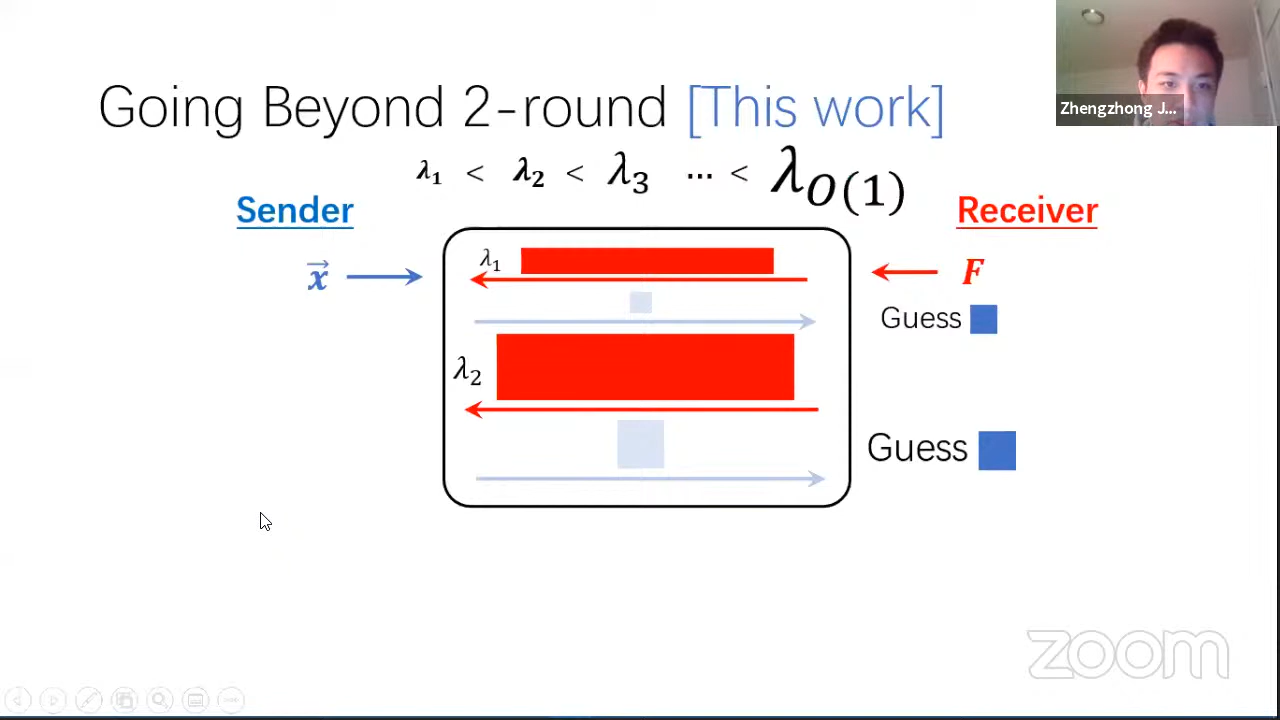 Going Beyond 2-round [This work]
λ₁ < λ₂ < λ₃ ... < λ_O(1)
Sender
Receiver
x⃗
F
λ₁
Guess
λ₂
Guess
Zhengzhong J...
zoom